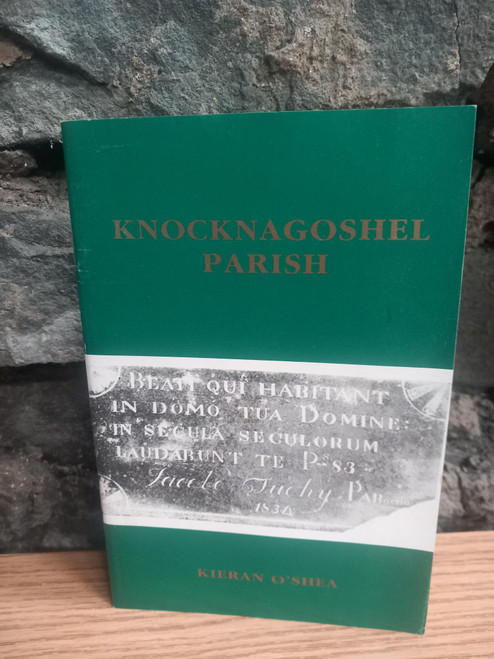 KNOCKNAGOSHEL
PARISH
BEATI QUI HABITANT
IN DOMO TUA DOMINE:
IN SECULA SECULORUM
LAUDABUNT TE Ps 83
Jacobo Tuohy
1834
KIERAN O'SHEA